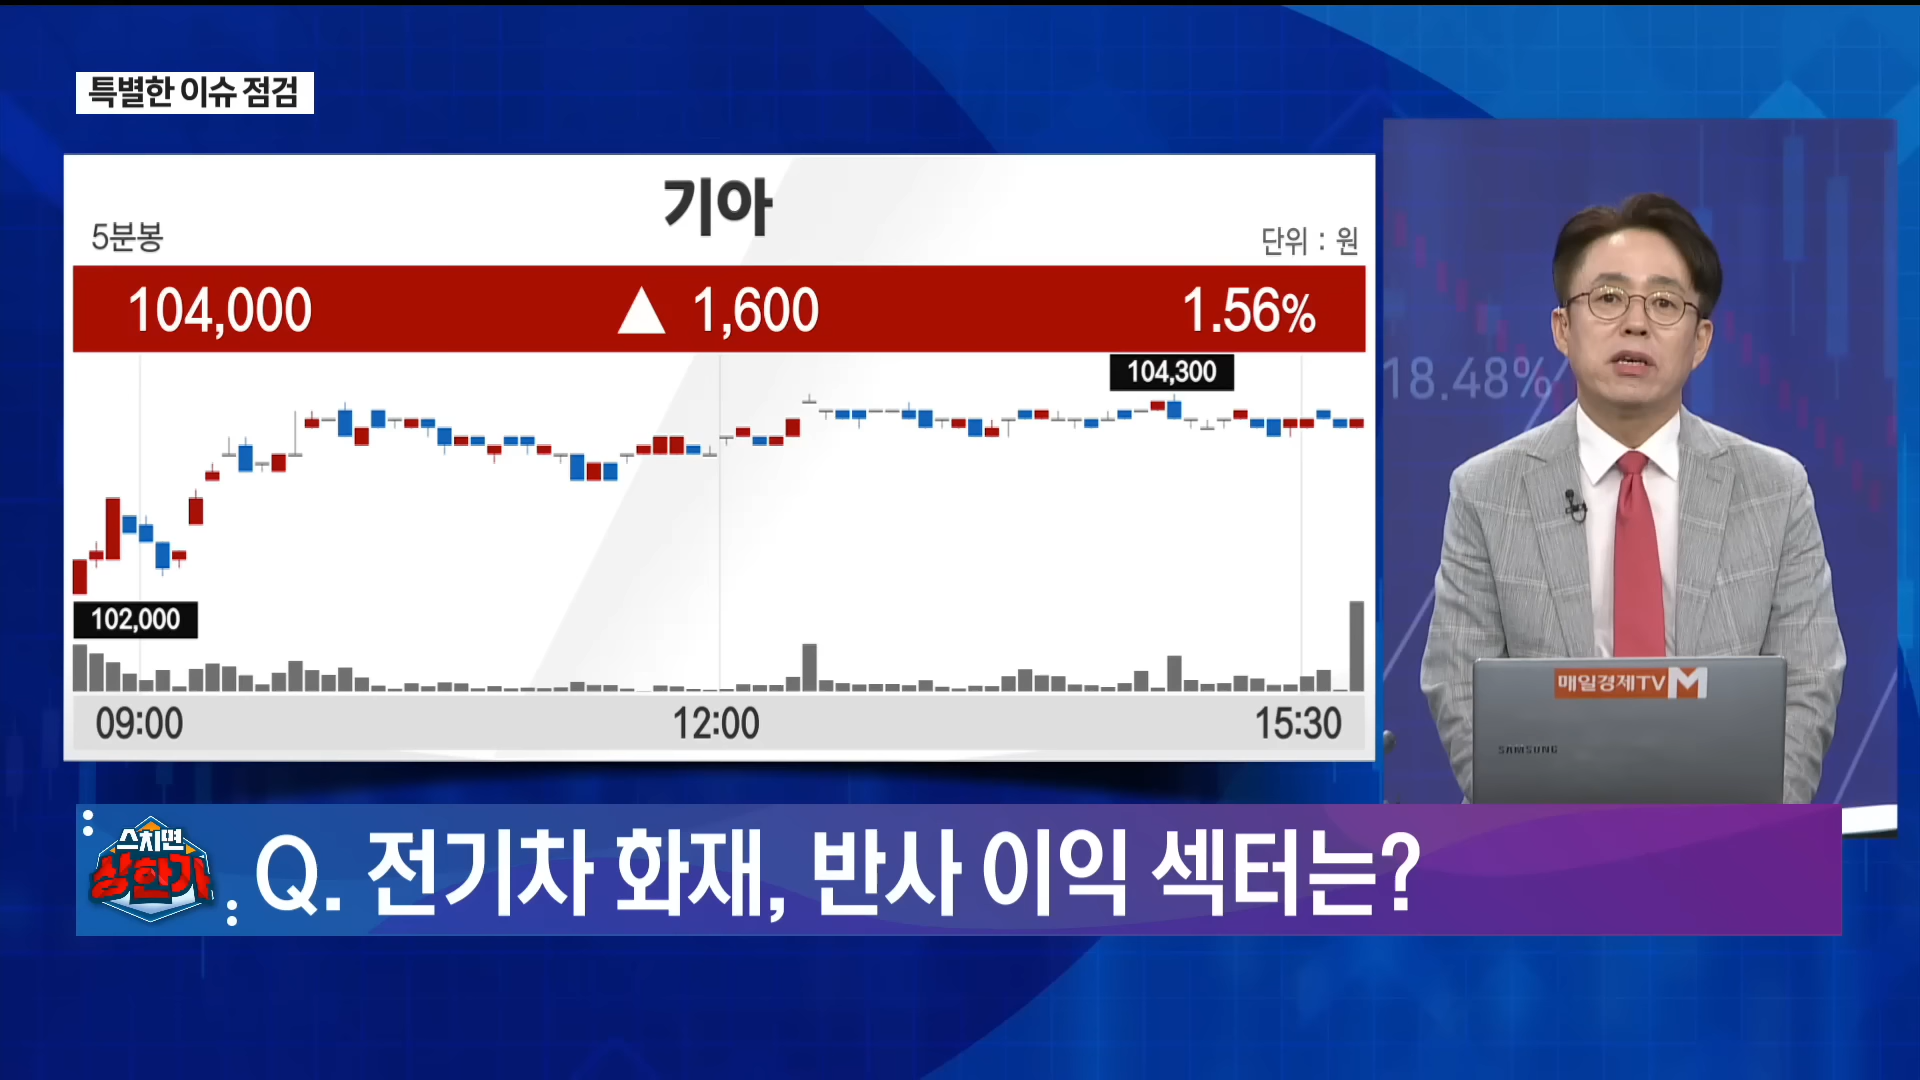 특별한 이슈 점검
기아
5분봉
단위 : 원
104,000 ▲ 1,600 1.56%
104,300
102,000
09:00 12:00 15:30
18.48%
매일경제TV M
SAMSUNG
스치면
상한가
Q. 전기차 화재, 반사 이익 섹터는?